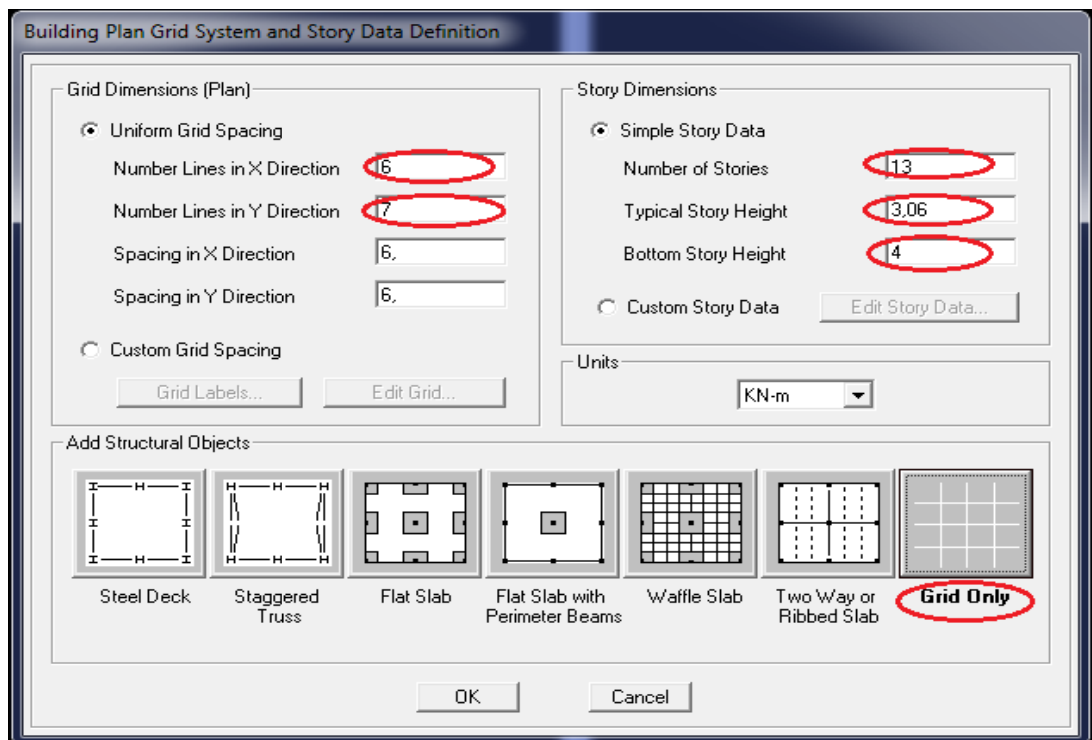 Building Plan Grid System and Story Data Definition
Grid Dimensions (Plan)
Uniform Grid Spacing
Number Lines in X Direction 6
Number Lines in Y Direction 7
Spacing in X Direction 6,
Spacing in Y Direction 6,
Custom Grid Spacing
Grid Labels... Edit Grid...
Story Dimensions
Simple Story Data
Number of Stories 13
Typical Story Height 3,06
Bottom Story Height 4
Custom Story Data Edit Story Data...
Units
KN-m
Add Structural Objects
Steel Deck
Staggered
Truss
Flat Slab
Flat Slab with
Perimeter Beams
Waffle Slab
Two Way or
Ribbed Slab
Grid Only
OK Cancel